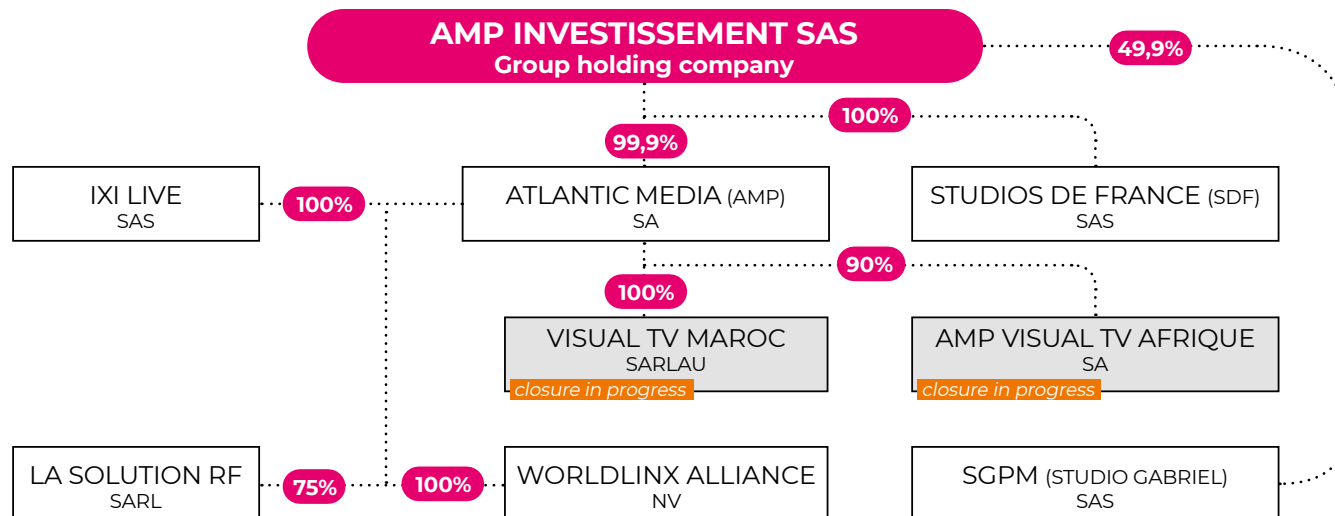 AMP INVESTISSEMENT SAS
Group holding company
49,9%
100%
99,9%
IXI LIVE
SAS
100%
ATLANTIC MEDIA (AMP)
SA
STUDIOS DE FRANCE (SDF)
SAS
90%
100%
VISUAL TV MAROC
SARLAU
closure in progress
AMP VISUAL TV AFRIQUE
SA
closure in progress
LA SOLUTION RF
SARL
75%
100%
WORLDLINX ALLIANCE
NV
SGPM (STUDIO GABRIEL)
SAS